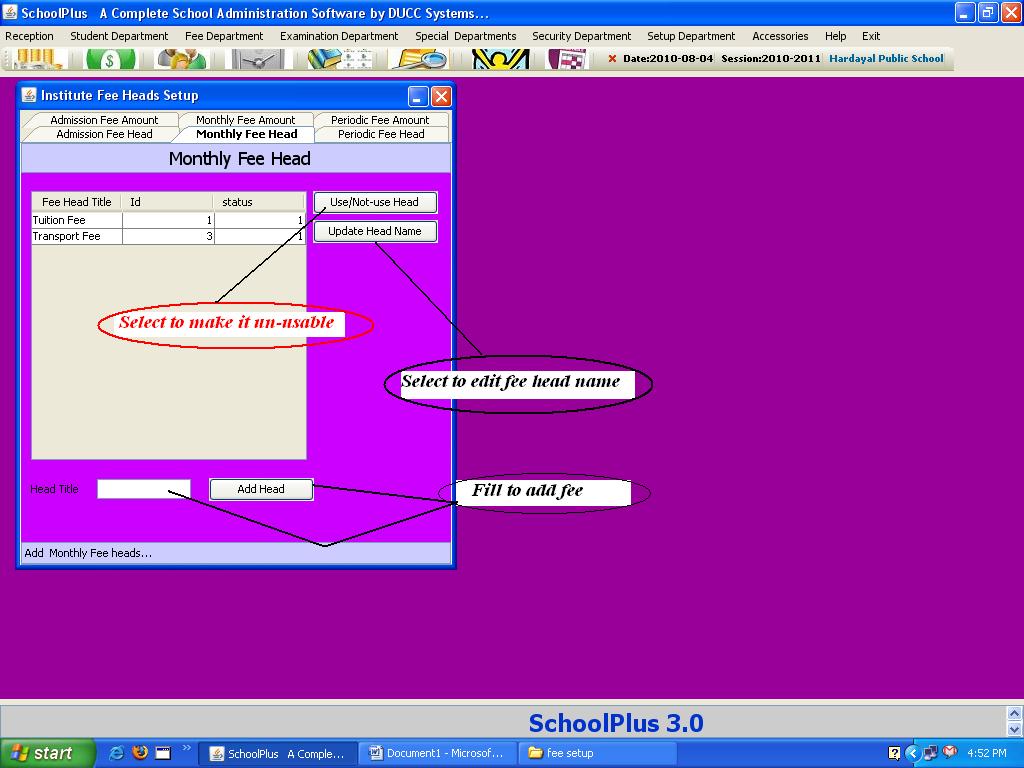 SchoolPlus A Complete School Administration Software by DUCC Systems...
Reception Student Department Fee Department Examination Department Special Departments Security Department Setup Department Accessories Help Exit
Date:2010-08-04 Session:2010-2011 Hardayal Public School
Institute Fee Heads Setup
Admission Fee Amount Monthly Fee Amount Periodic Fee Amount
Admission Fee Head Monthly Fee Head Periodic Fee Head
Monthly Fee Head
Fee Head Title Id status
Use/Not-use Head
Tuition Fee 1 1
Update Head Name
Transport Fee 3 1
Select to make it un-usable
Select to edit fee head name
Head Title Add Head
Fill to add fee
Add Monthly Fee heads...
SchoolPlus 3.0
start SchoolPlus A Comple... Document1 - Microsof... fee setup 4:52 PM